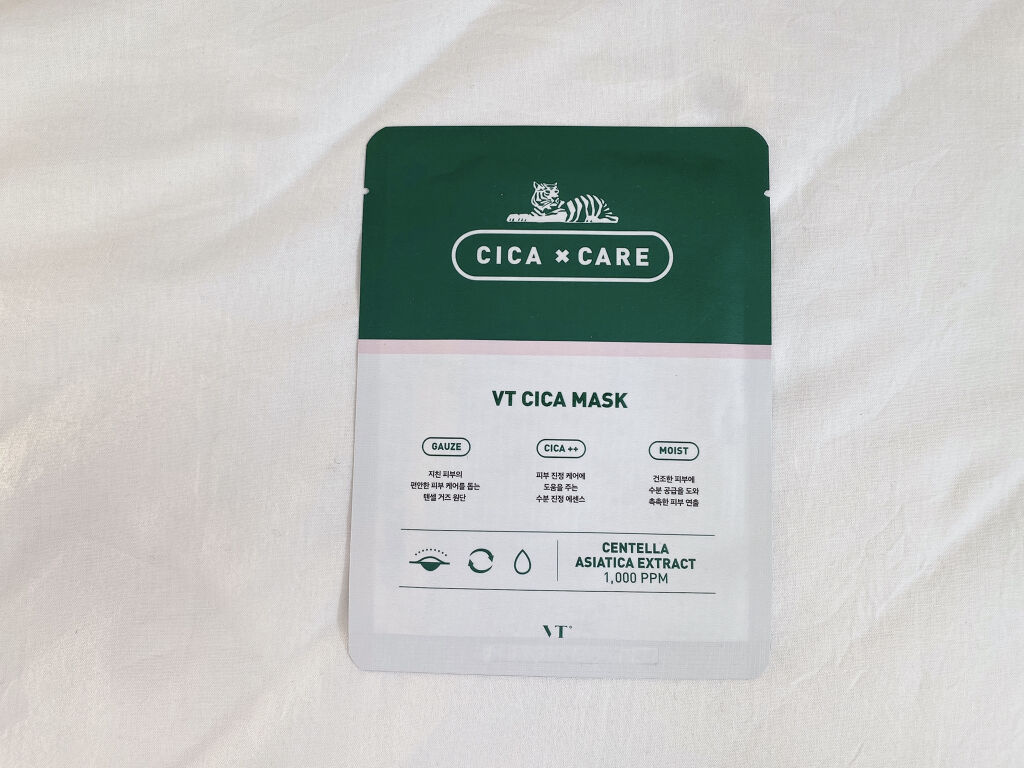 CICA × CARE
VT CICA MASK
GAUZE
지친 피부의
편안한 피부 케어를 돕는
텐셀 거즈 원단
CICA ++
피부 진정 케어에
도움을 주는
수분 진정 에센스
MOIST
건조한 피부에
수분 공급을 도와
촉촉한 피부 연출
CENTELLA
ASIATICA EXTRACT
1,000 PPM
VT